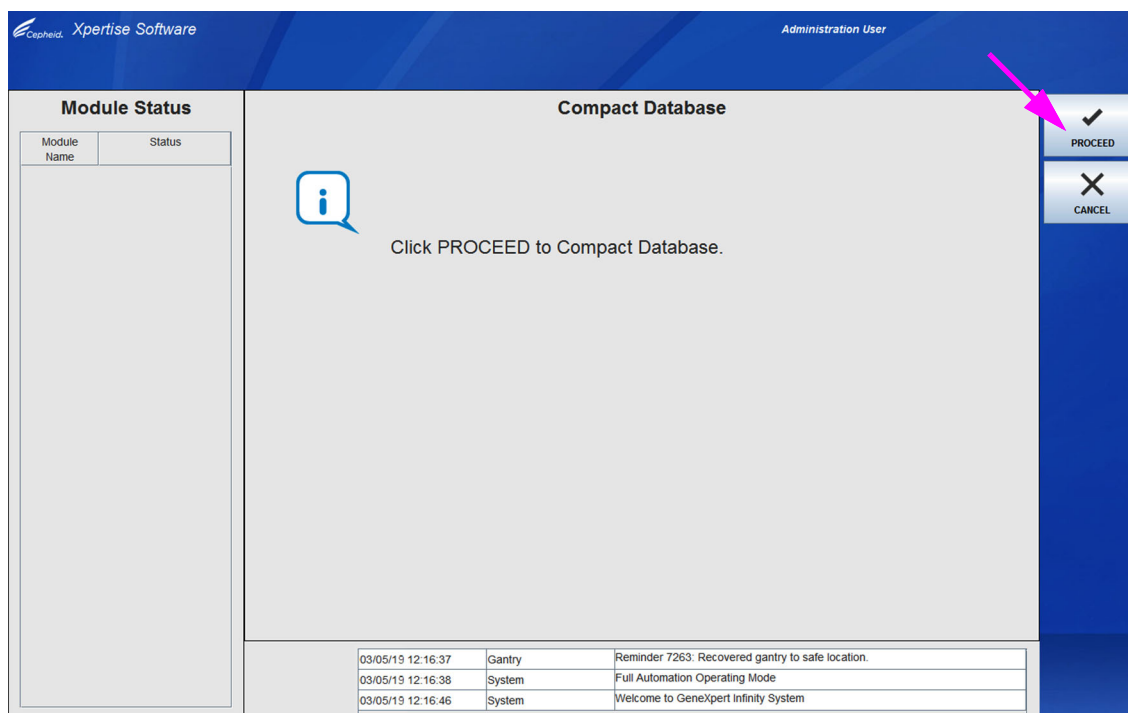 Cepheid. Xpertise Software
Administration User
Module Status
Module Name
Status
Compact Database
Click PROCEED to Compact Database.
PROCEED
CANCEL
03/05/19 12:16:37 Gantry Reminder 7263: Recovered gantry to safe location.
03/05/19 12:16:38 System Full Automation Operating Mode
03/05/19 12:16:46 System Welcome to GeneXpert Infinity System